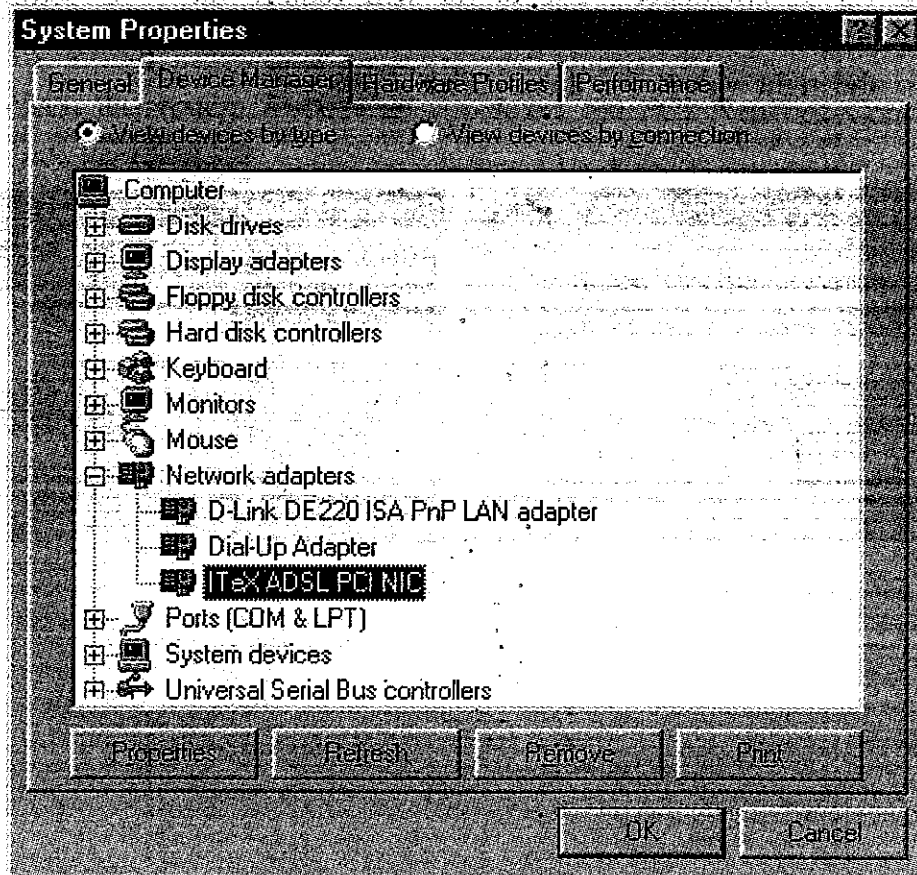 System Properties
General Device Manager Hardware Profiles Performance
View devices by type View devices by connection
Computer
Disk drives
Display adapters
Floppy disk controllers
Hard disk controllers
Keyboard
Monitors
Mouse
Network adapters
D-Link DE220 ISA PnP LAN adapter
Dial-Up Adapter
ITeX ADSL PCI NIC
Ports (COM & LPT)
System devices
Universal Serial Bus controllers
Properties Refresh Remove Print...
OK Cancel